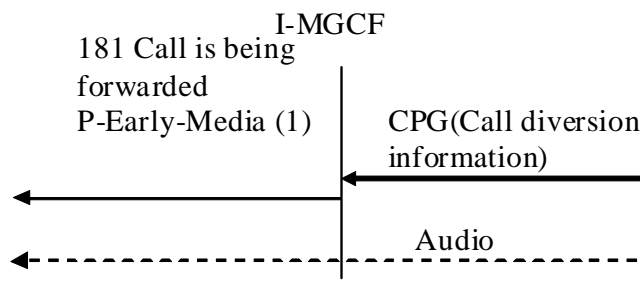 I-MGCF
181 Call is being
forwarded
P-Early-Media (1)
CPG(Call diversion
information)
Audio